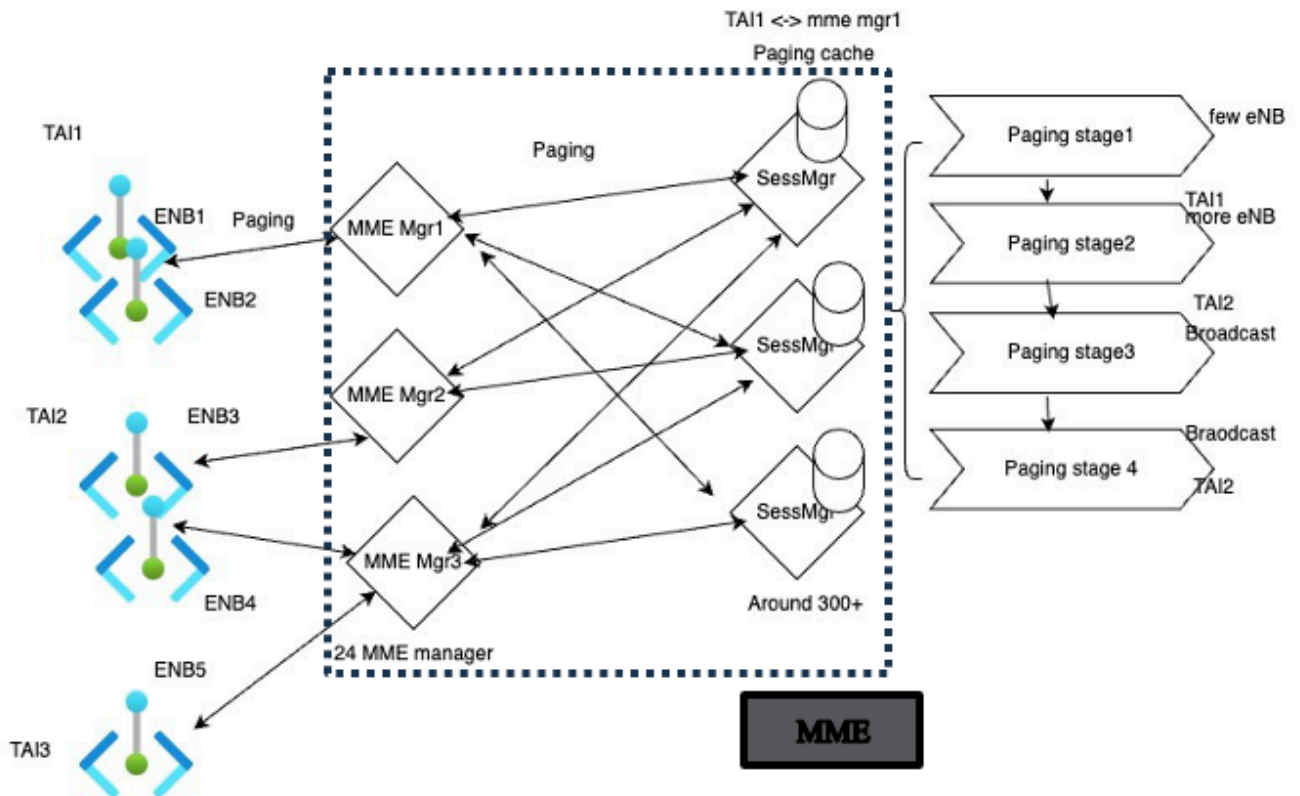 TAI1 <-> mme mgr1
Paging cache
TAI1
ENB1
Paging
ENB2
MME Mgr1
Paging
SessMgr
TAI2
ENB3
ENB4
MME Mgr2
SessMgr
ENB5
TAI3
MME Mgr3
SessMgr
24 MME manager
Around 300+
MME
Paging stage1
few eNB
Paging stage2
TAI1
more eNB
Paging stage3
TAI2
Broadcast
Paging stage 4
Braodcast
TAI2